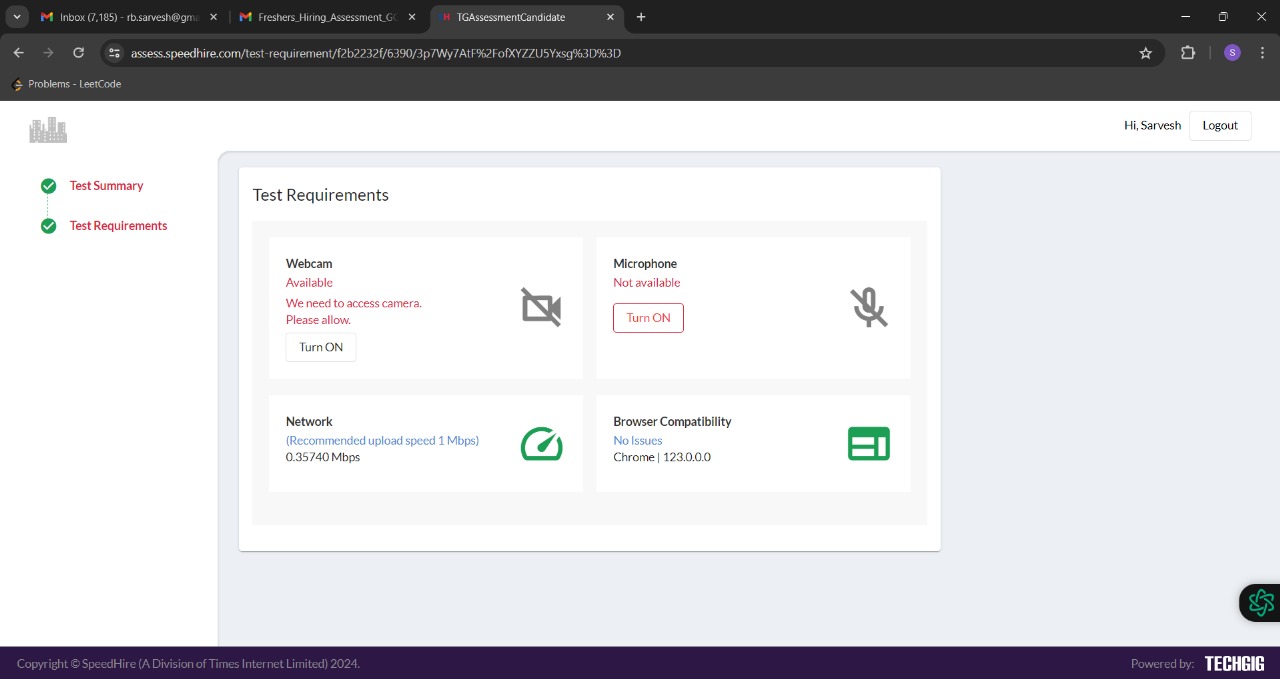 Inbox (7,185) - rb.sarvesh@gma
Freshers_Hiring_Assessment_GO
TGAssessmentCandidate
assess.speedhire.com/test-requirement/f2b2232f/6390/3p7Wy7AtF%2FofXYZZU5Yxsg%3D%3D
S
Problems - LeetCode
Hi, Sarvesh
Logout
Test Summary
Test Requirements
Test Requirements
Webcam
Available
We need to access camera.
Please allow.
Turn ON
Microphone
Not available
Turn ON
Network
(Recommended upload speed 1 Mbps)
0.35740 Mbps
Browser Compatibility
No Issues
Chrome | 123.0.0.0
Copyright © SpeedHire (A Division of Times Internet Limited) 2024.
Powered by: TECHGIG